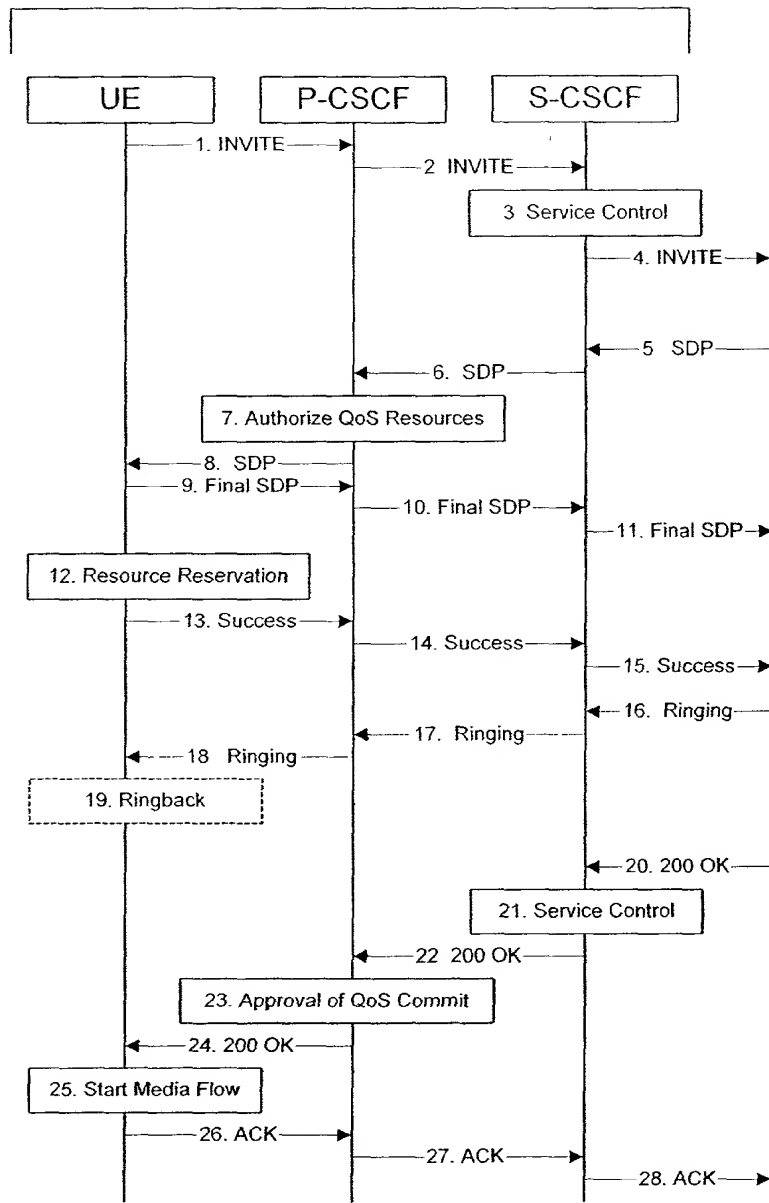 UE
P-CSCF
S-CSCF
1. INVITE
2 INVITE
3 Service Control
4. INVITE
5 SDP
6. SDP
7. Authorize QoS Resources
8. SDP
9. Final SDP
10. Final SDP
11. Final SDP
12. Resource Reservation
13. Success
14. Success
15. Success
16. Ringing
17. Ringing
18 Ringing
19. Ringback
20. 200 OK
21. Service Control
22 200 OK
23. Approval of QoS Commit
24. 200 OK
25. Start Media Flow
26. ACK
27. ACK
28. ACK